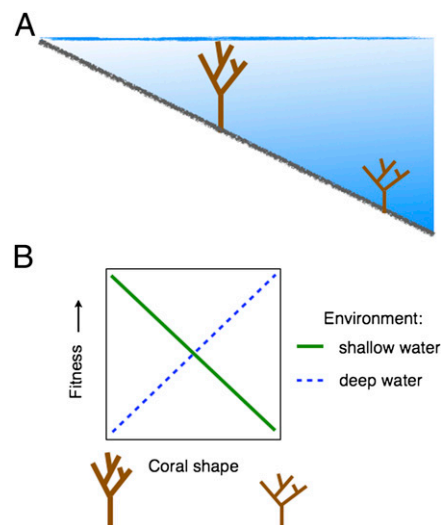 A
B
Fitness
Environment:
shallow water
deep water
Coral shape